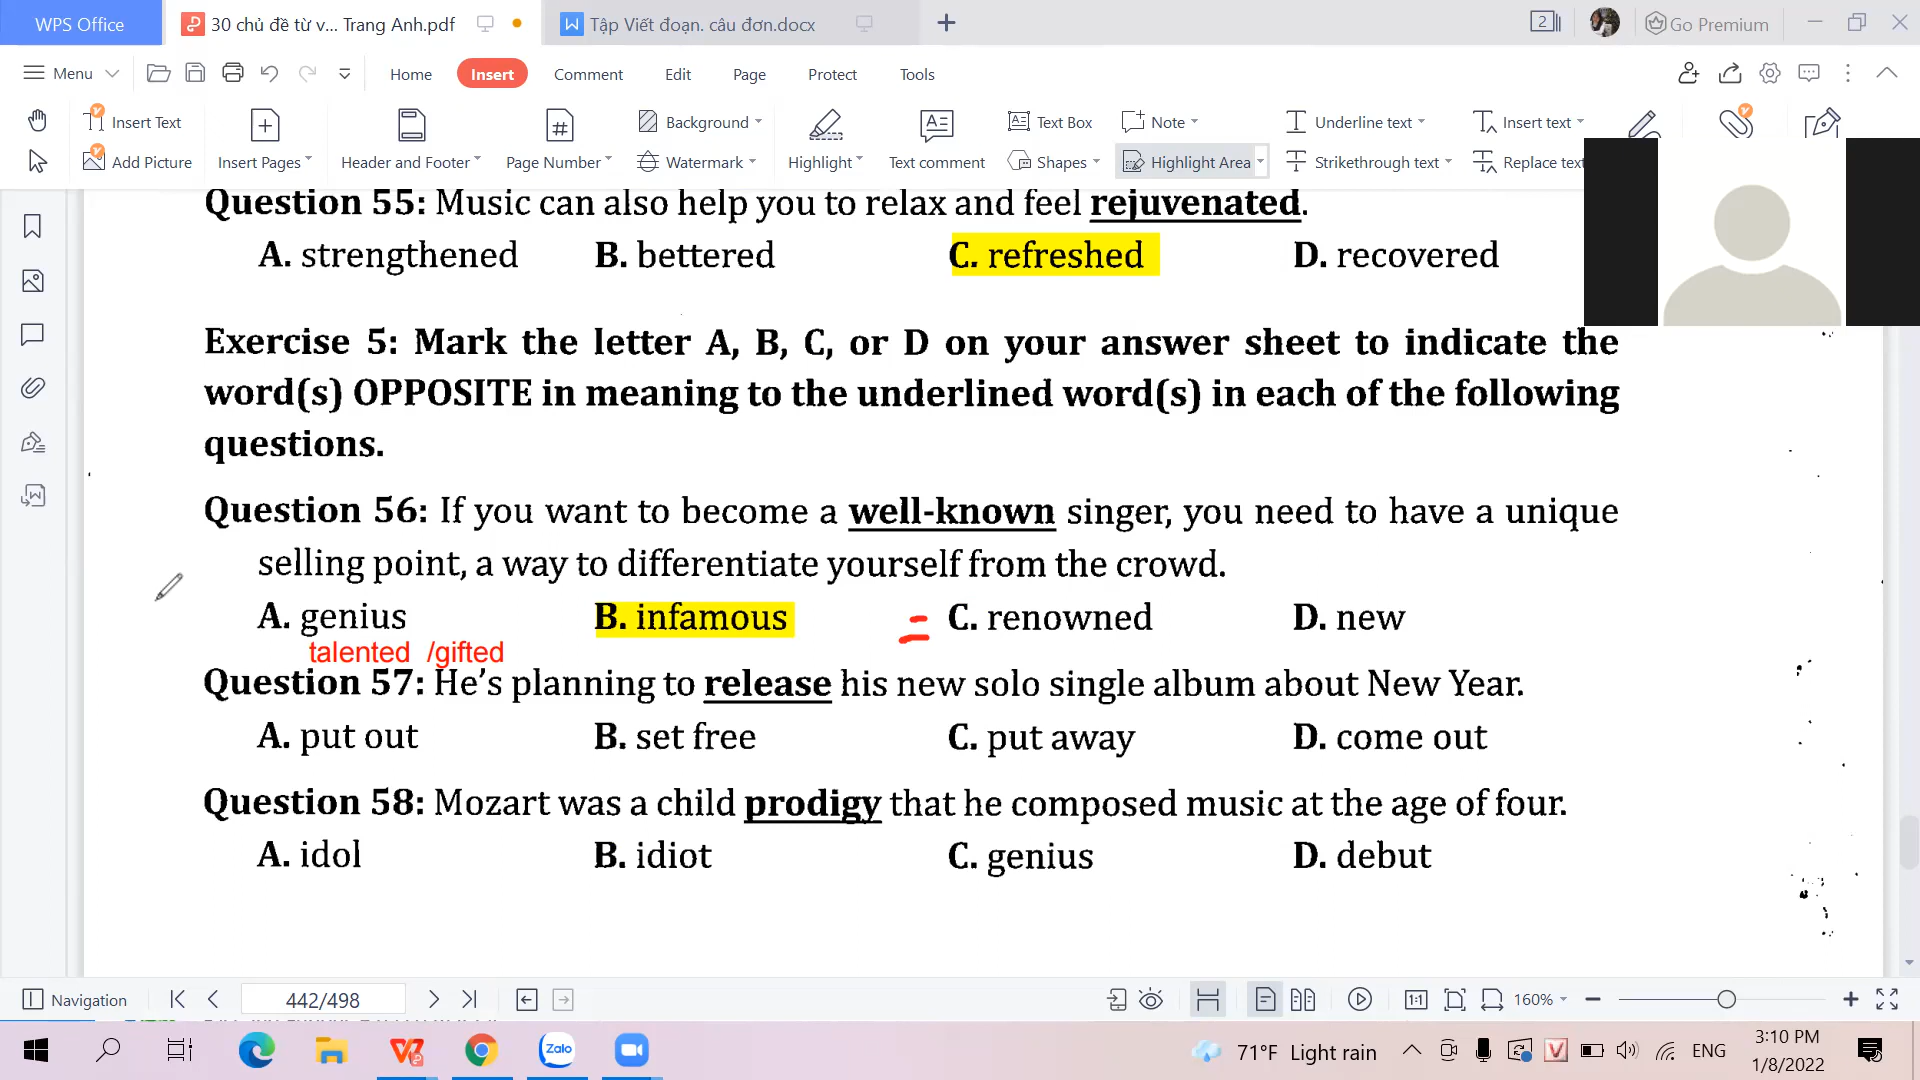 WPS Office
30 chủ đề từ v... Trang Anh.pdf
Tập Viết đoạn. câu đơn.docx
2
Go Premium
Menu
Home
Insert
Comment
Edit
Page
Protect
Tools
Insert Text
Add Picture
Insert Pages
Header and Footer
Page Number
Background
Watermark
Highlight
Text comment
Text Box
Shapes
Note
Highlight Area
Underline text
Strikethrough text
Insert text
Replace text
Question 55: Music can also help you to relax and feel rejuvenated.
A. strengthened B. bettered C. refreshed D. recovered
Exercise 5: Mark the letter A, B, C, or D on your answer sheet to indicate the
word(s) OPPOSITE in meaning to the underlined word(s) in each of the following
questions.
Question 56: If you want to become a well-known singer, you need to have a unique
selling point, a way to differentiate yourself from the crowd.
A. genius B. infamous = C. renowned D. new
talented /gifted
Question 57: He's planning to release his new solo single album about New Year.
A. put out B. set free C. put away D. come out
Question 58: Mozart was a child prodigy that he composed music at the age of four.
A. idol B. idiot C. genius D. debut
Navigation
442/498
1:1
160%
Zalo
71°F Light rain
ENG
3:10 PM
1/8/2022